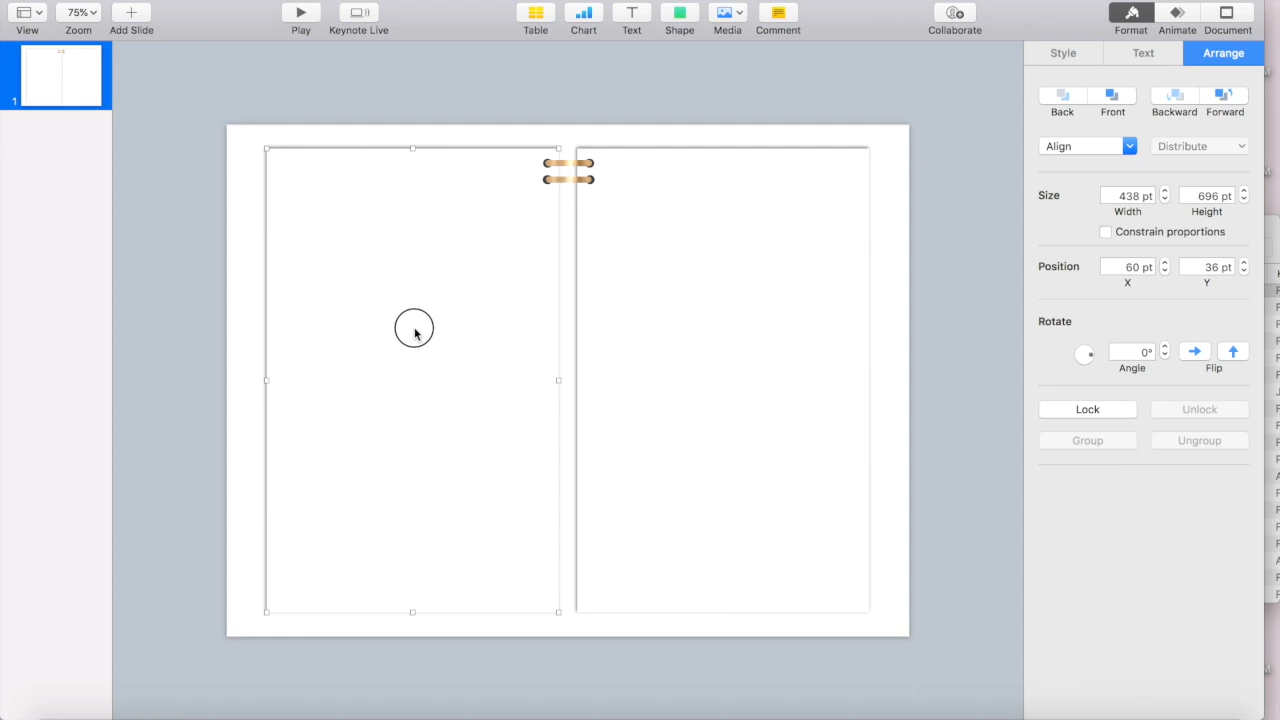 75%
View
Zoom
Add Slide
Play
Keynote Live
Table
Chart
Text
Shape
Media
Comment
Collaborate
Format
Animate
Document
1
Style
Text
Arrange
Back
Front
Backward
Forward
Align
Distribute
Size
438 pt
696 pt
Width
Height
Constrain proportions
Position
60 pt
36 pt
X
Y
Rotate
0°
Angle
Flip
Lock
Unlock
Group
Ungroup